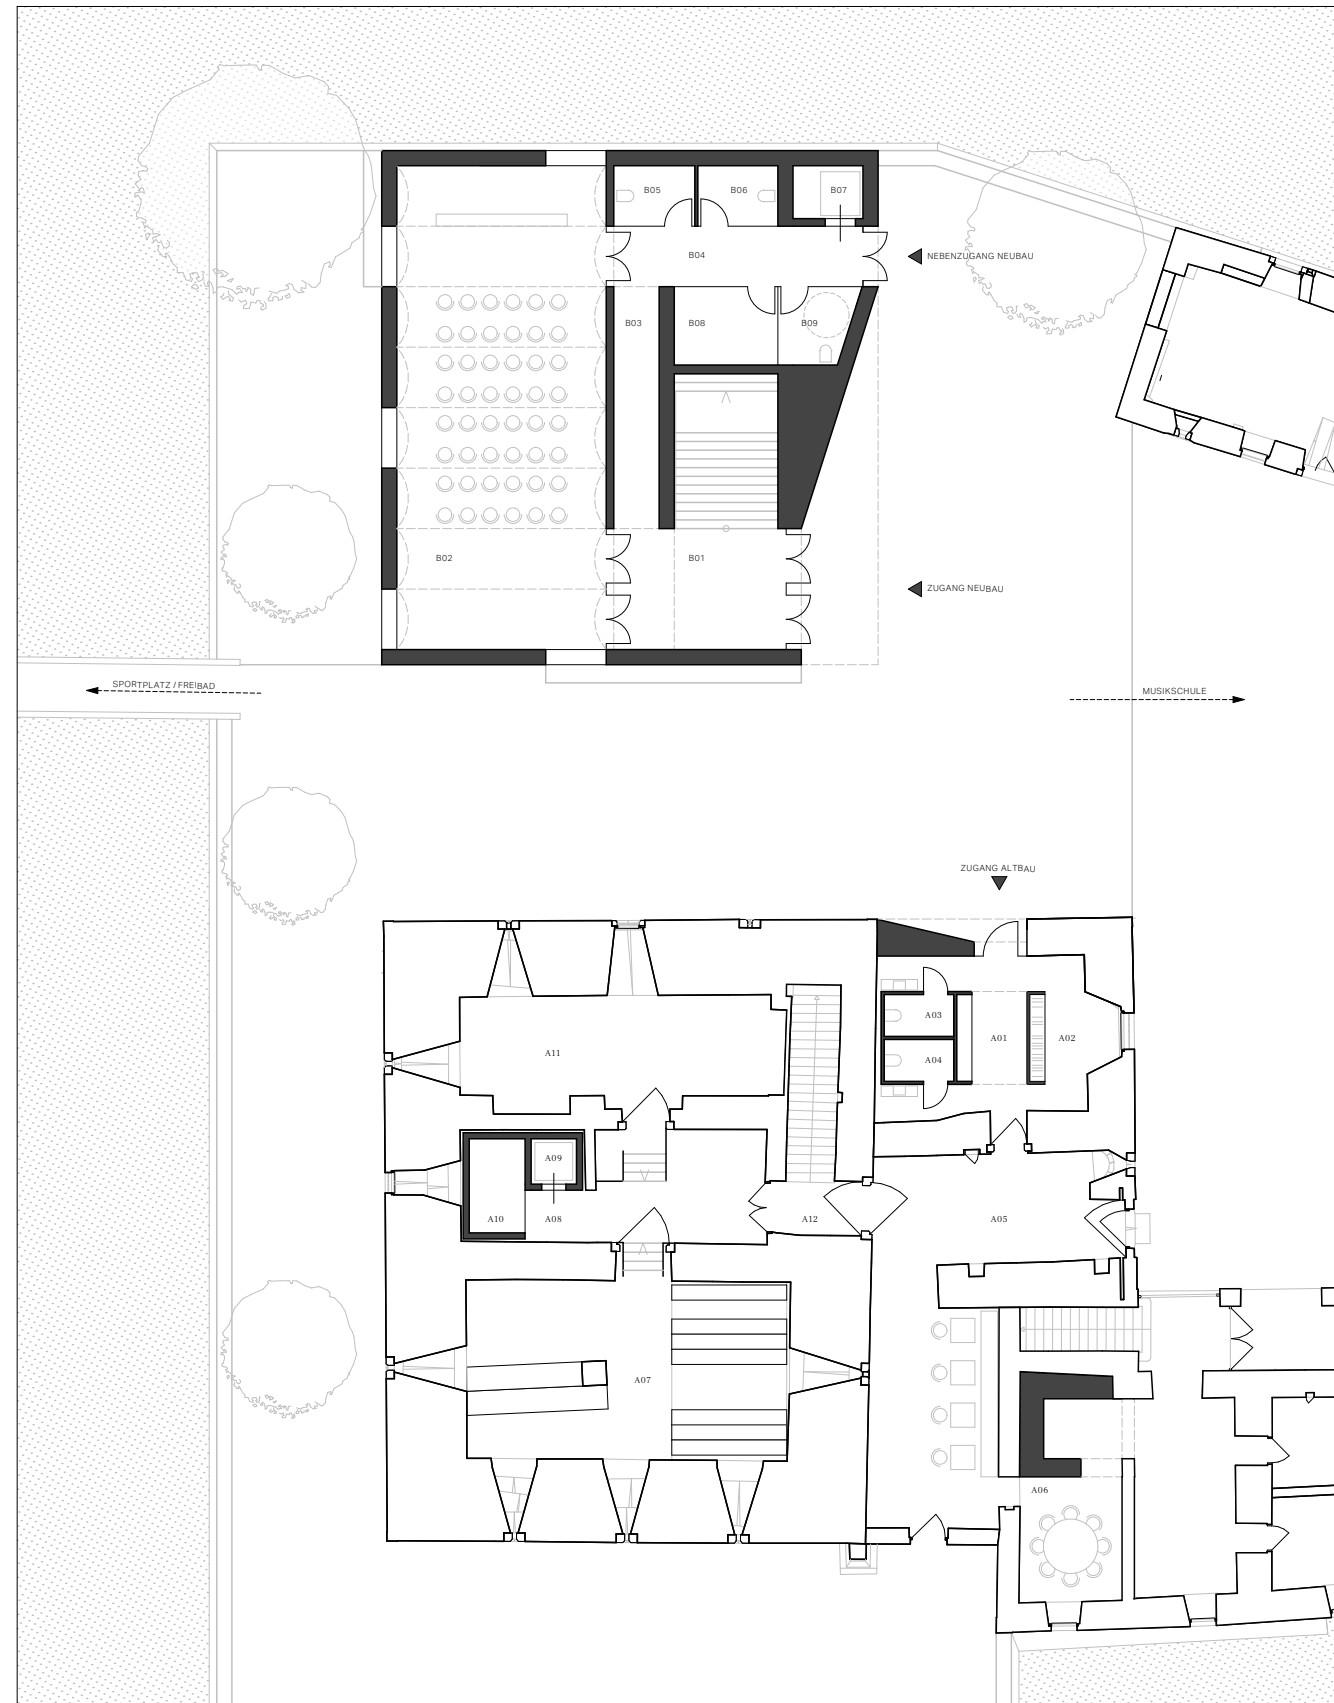 B05
B06
B07
B04
NEBENZUGANG NEUBAU
B03
B08
B09
B02
B01
ZUGANG NEUBAU
SPORTPLATZ / FREIBAD
MUSIKSCHULE
ZUGANG ALTBAU
A03
A01
A02
A11
A04
A09
A10
A08
A12
A05
A07
A06